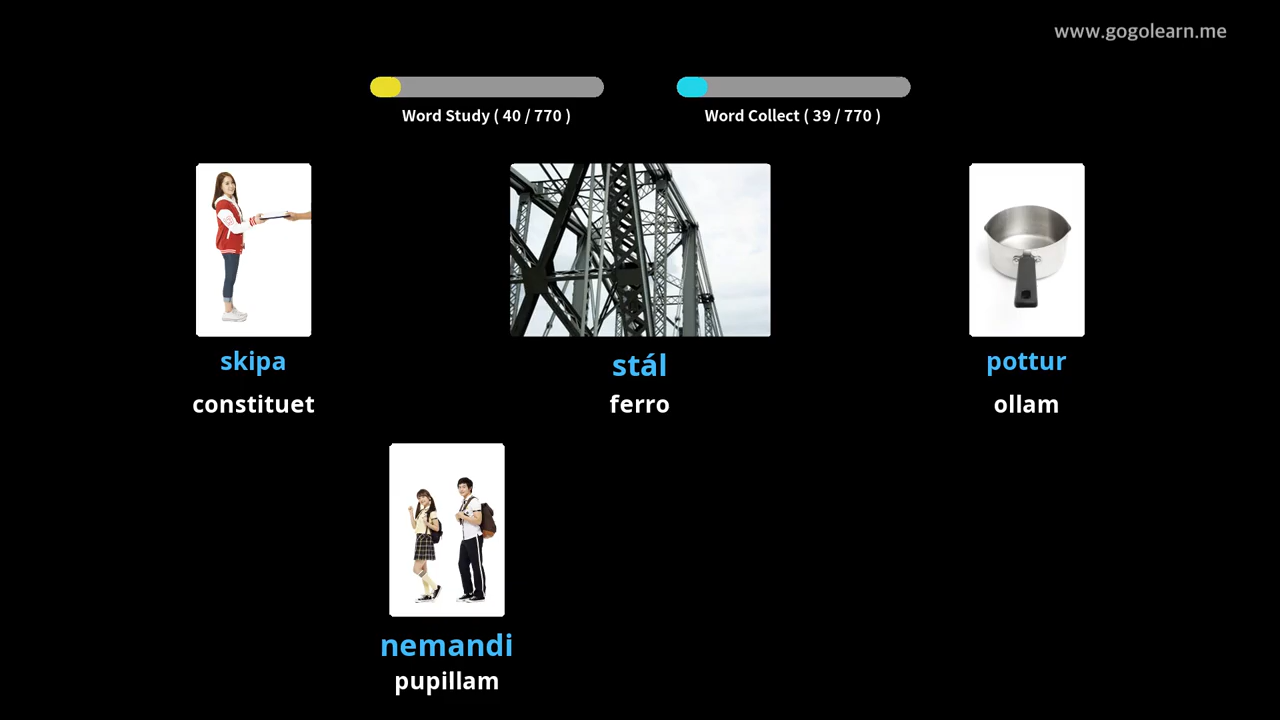 www.gogolearn.me
Word Study ( 40 / 770 )
Word Collect ( 39 / 770 )
skipa
constituet
stál
ferro
pottur
ollam
nemandi
pupillam